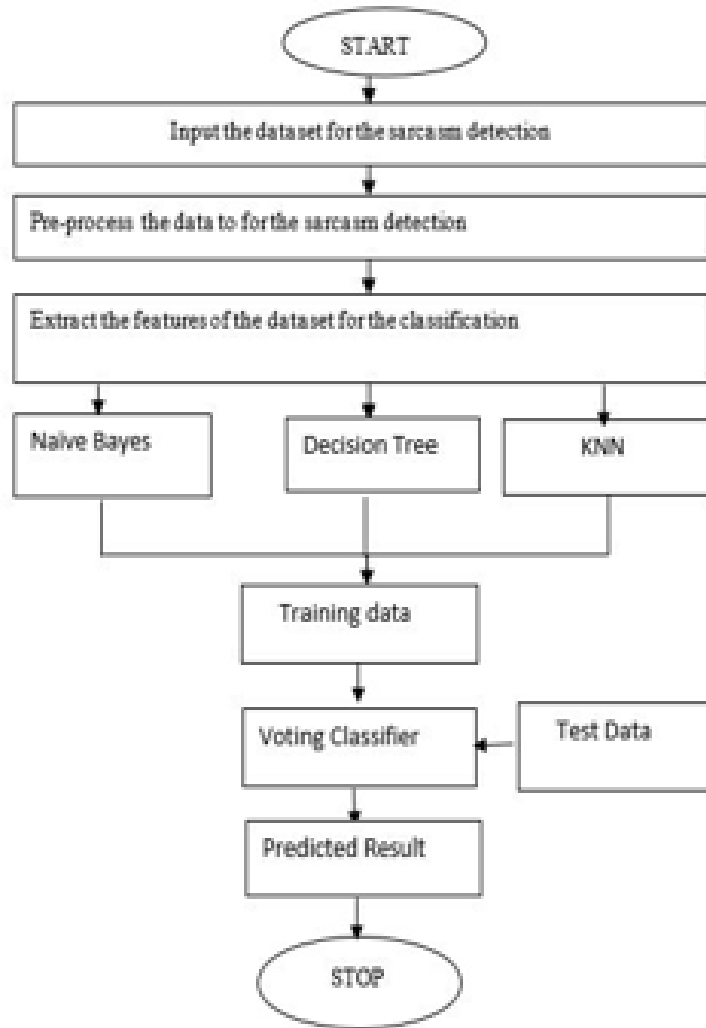 START
Input the dataset for the sarcasm detection
Pre-process the data to for the sarcasm detection
Extract the features of the dataset for the classification
Naïve Bayes
Decision Tree
KNN
Training data
Voting Classifier
Test Data
Predicted Result
STOP